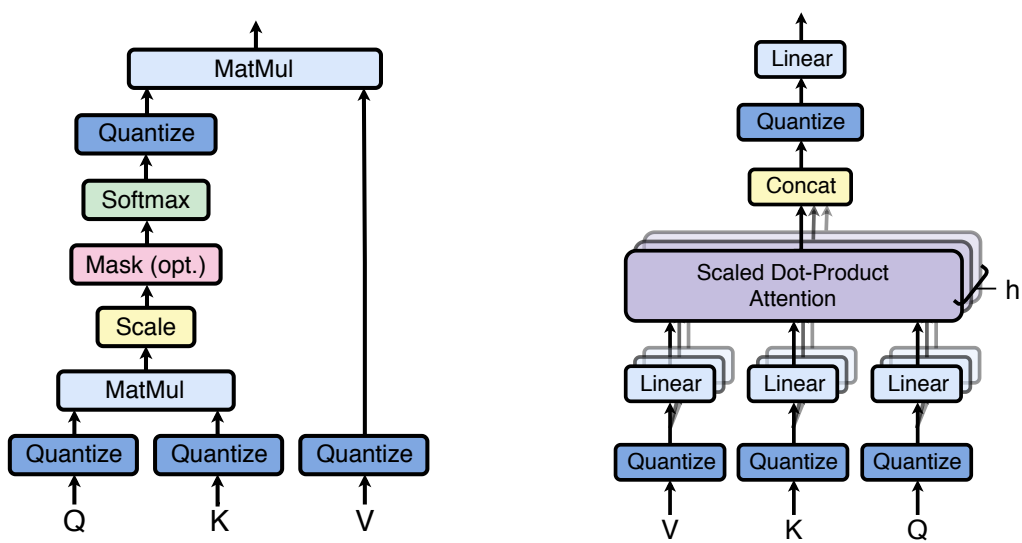 MatMul
Quantize
Softmax
Mask (opt.)
Scale
MatMul
Quantize
Quantize
Quantize
Q
K
V
Linear
Quantize
Concat
Scaled Dot-Product
Attention
h
Linear
Linear
Linear
Quantize
Quantize
Quantize
V
K
Q